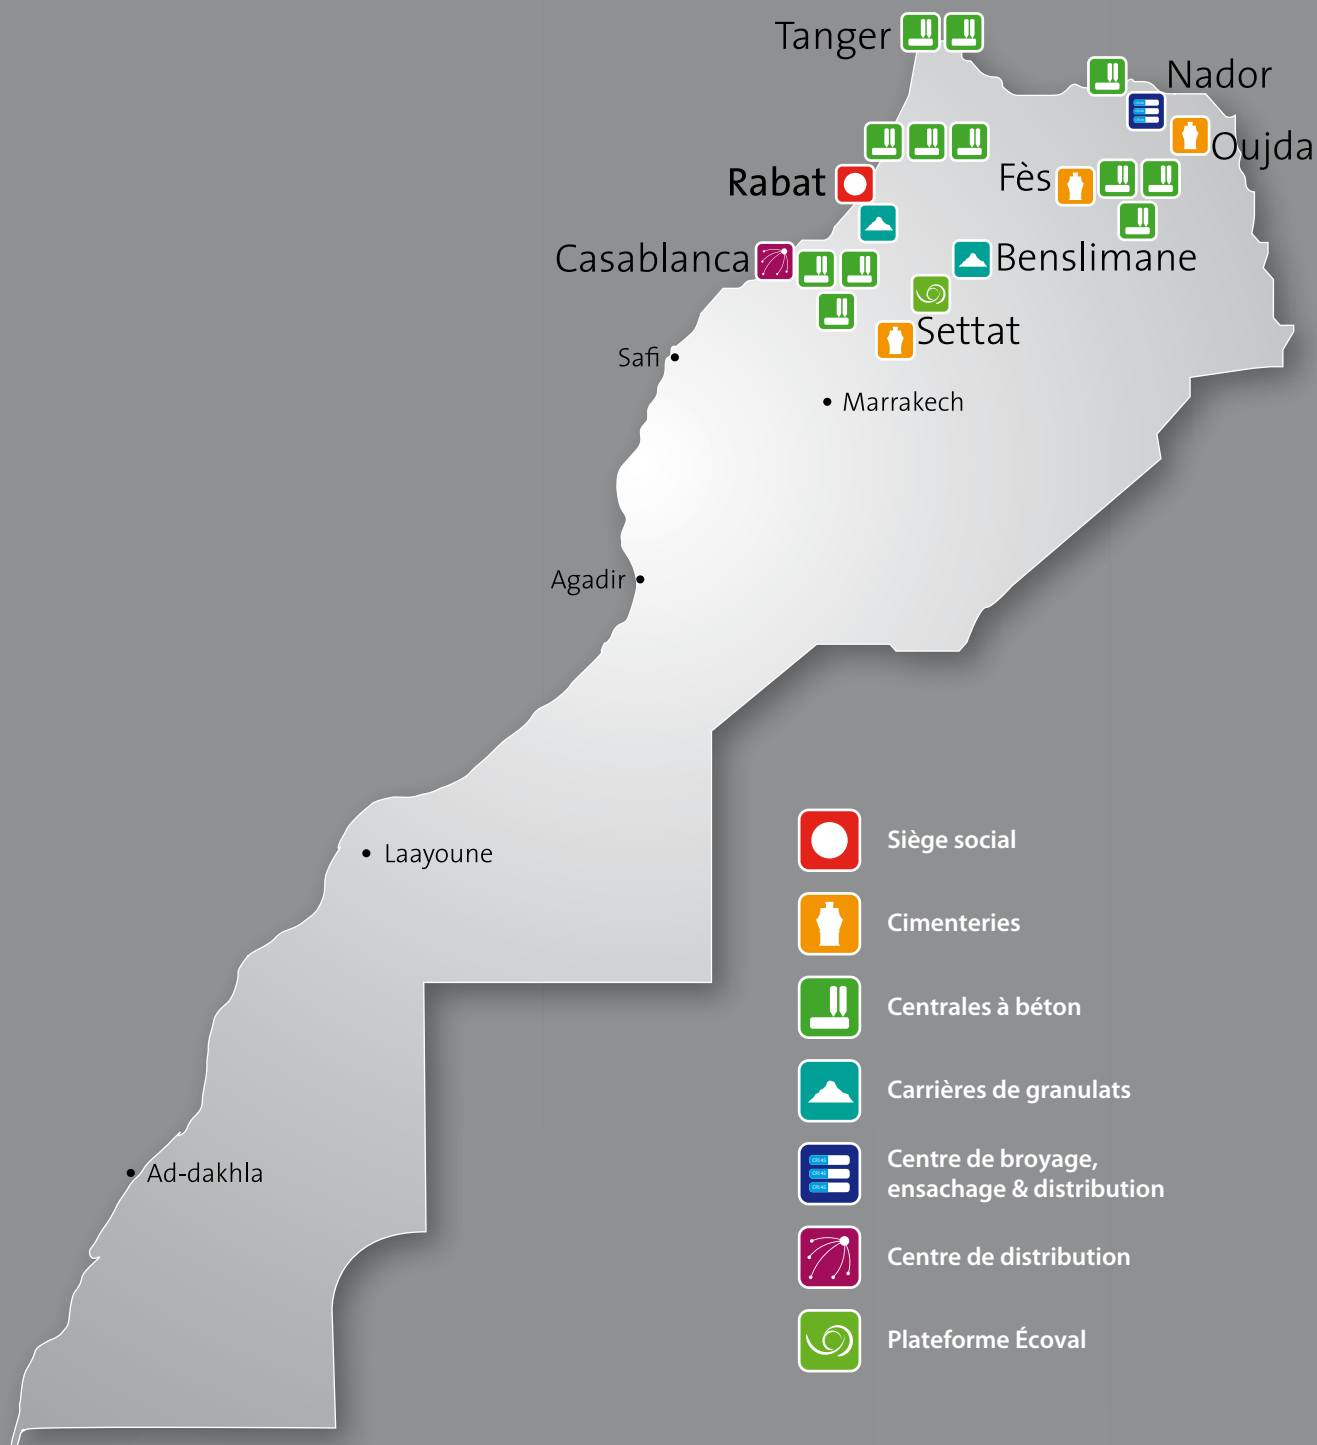 Tanger
Nador
Oujda
Rabat
Fès
Casablanca
Benslimane
Settat
Safi
Marrakech
Agadir
Laayoune
Ad-dakhla
Siège social
Cimenteries
Centrales à béton
Carrières de granulats
Centre de broyage,
ensachage & distribution
Centre de distribution
Plateforme Écoval